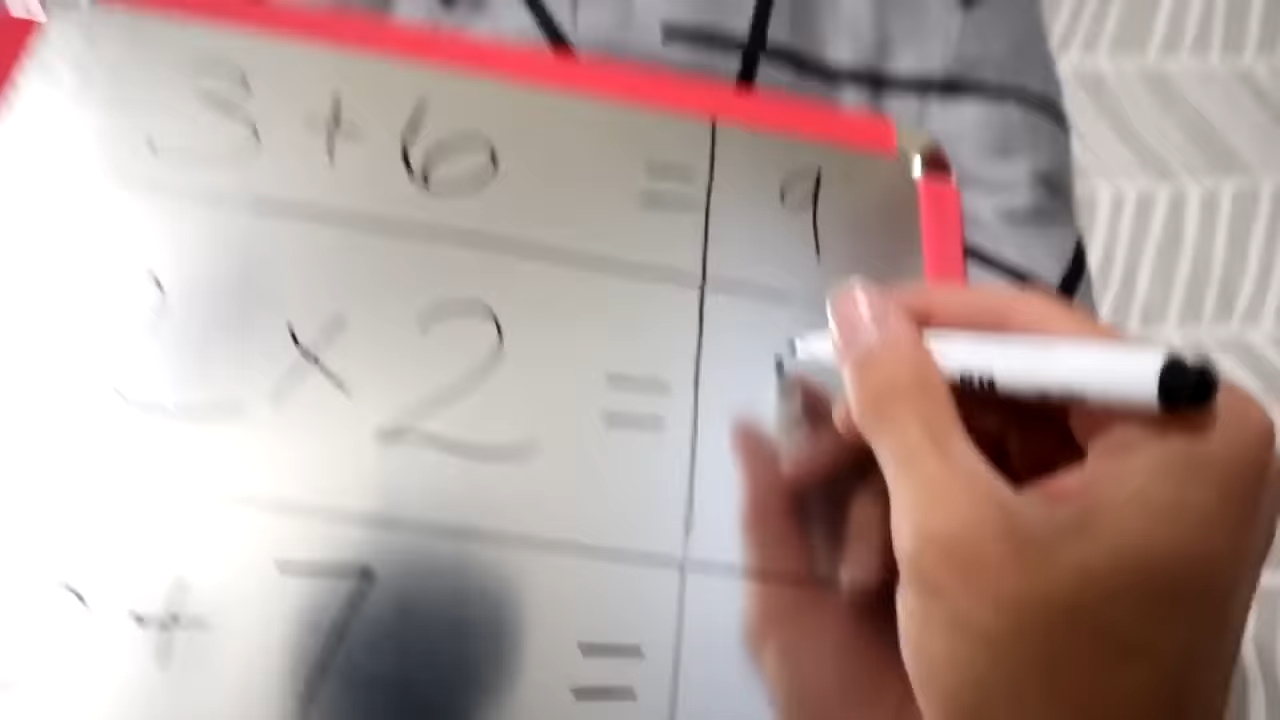 3 + 6 = 9
× 2 =
+ 7 =